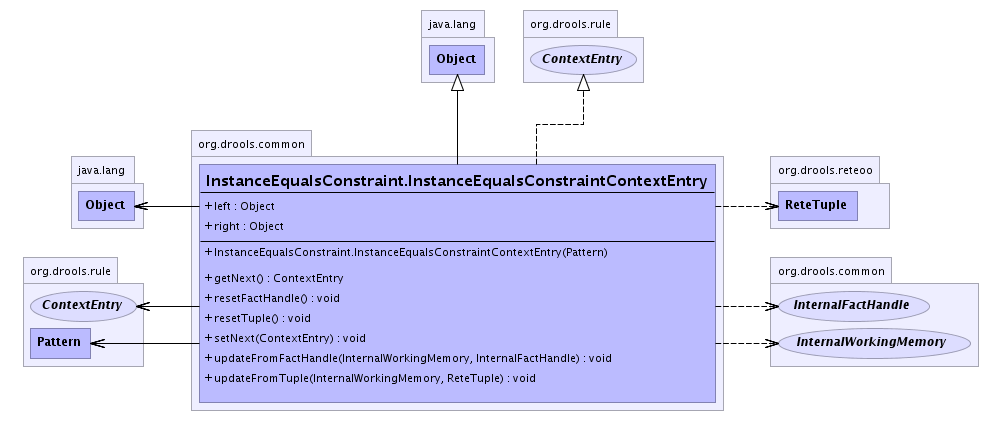 java.lang
Object
org.drools.rule
ContextEntry
org.drools.common
InstanceEqualsConstraint.InstanceEqualsConstraintContextEntry
+ left : Object
+ right : Object
+ InstanceEqualsConstraint.InstanceEqualsConstraintContextEntry(Pattern)
+ getNext() : ContextEntry
+ resetFactHandle() : void
+ resetTuple() : void
+ setNext(ContextEntry) : void
+ updateFromFactHandle(InternalWorkingMemory, InternalFactHandle) : void
+ updateFromTuple(InternalWorkingMemory, ReteTuple) : void
java.lang
Object
org.drools.rule
ContextEntry
Pattern
org.drools.reteoo
ReteTuple
org.drools.common
InternalFactHandle
InternalWorkingMemory